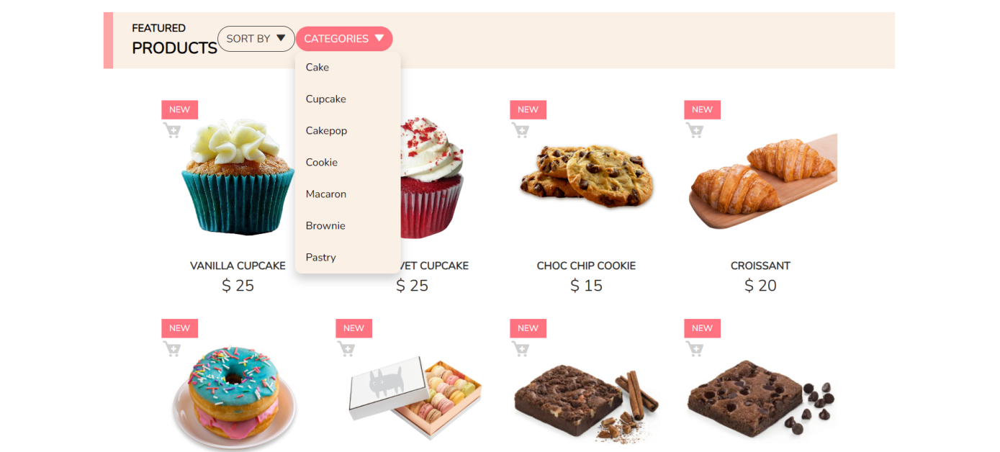 FEATURED
PRODUCTS
SORT BY
CATEGORIES
Cake
Cupcake
Cakepop
Cookie
Macaron
Brownie
Pastry
NEW
NEW
NEW
VANILLA CUPCAKE
CUPCAKE
CHOC CHIP COOKIE
CROISSANT
$ 25
$ 25
$ 15
$ 20
NEW
NEW
NEW
NEW